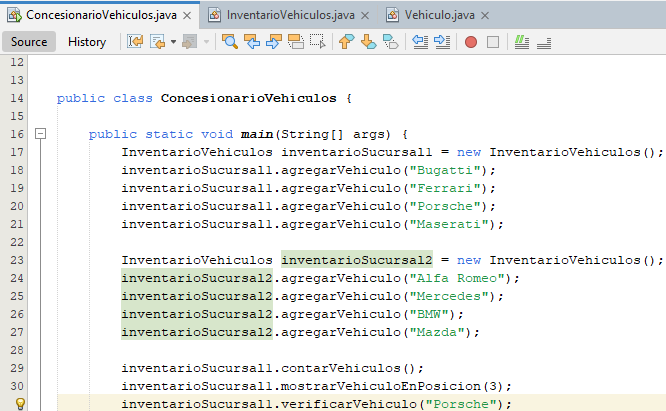 ConcesionarioVehiculos.java × InventarioVehiculos.java × Vehiculo.java ×
Source History
12
13
14 public class ConcesionarioVehiculos {
15
16 public static void main(String[] args) {
17 InventarioVehiculos inventarioSucursal1 = new InventarioVehiculos();
18 inventarioSucursal1.agregarVehiculo("Bugatti");
19 inventarioSucursal1.agregarVehiculo("Ferrari");
20 inventarioSucursal1.agregarVehiculo("Porsche");
21 inventarioSucursal1.agregarVehiculo("Maserati");
22
23 InventarioVehiculos inventarioSucursal2 = new InventarioVehiculos();
24 inventarioSucursal2.agregarVehiculo("Alfa Romeo");
25 inventarioSucursal2.agregarVehiculo("Mercedes");
26 inventarioSucursal2.agregarVehiculo("BMW");
27 inventarioSucursal2.agregarVehiculo("Mazda");
28
29 inventarioSucursal1.contarVehiculos();
30 inventarioSucursal1.mostrarVehiculoEnPosicion(3);
inventarioSucursal1.verificarVehiculo("Porsche");